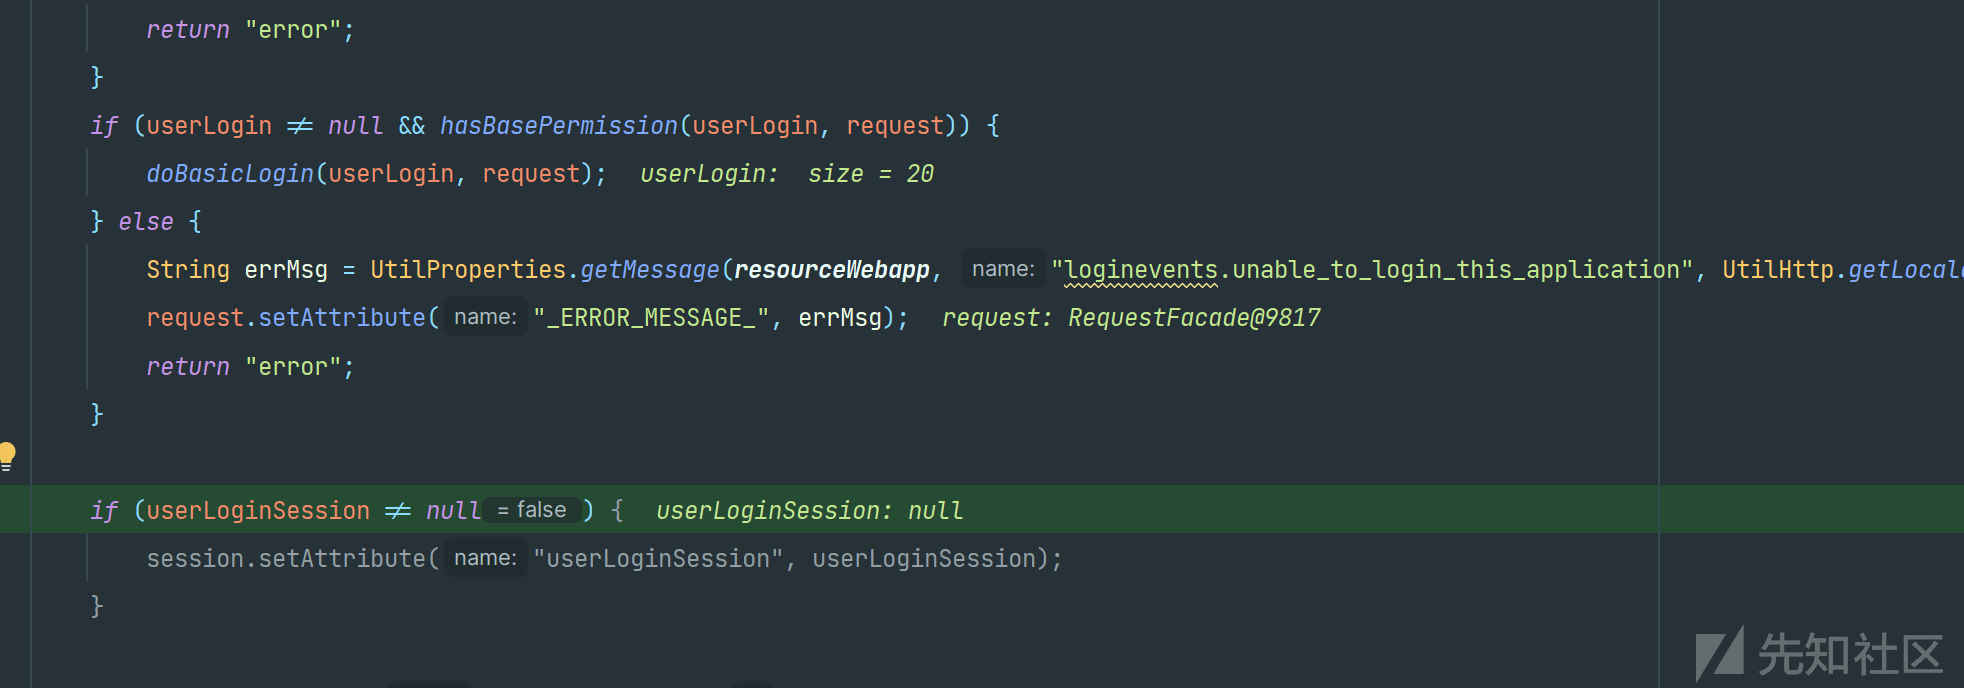 return "error";
}
if (userLogin ≠ null && hasBasePermission(userLogin, request)) {
doBasicLogin(userLogin, request);  userLogin:  size = 20
} else {
String errMsg = UtilProperties.getMessage(resourceWebapp, name: "loginevents.unable_to_login_this_application", UtilHttp.getLocal
request.setAttribute( name: "_ERROR_MESSAGE_", errMsg);  request: RequestFacade@9817
return "error";
}
if (userLoginSession ≠ null = false ) {  userLoginSession: null
session.setAttribute( name: "userLoginSession", userLoginSession);
}
先知社区